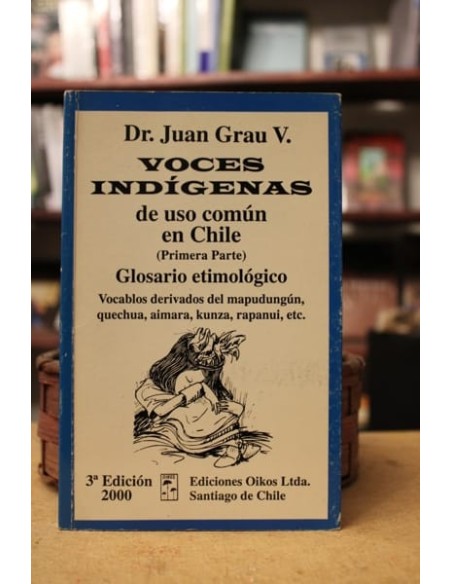 Dr. Juan Grau V.
VOCES
INDÍGENAS
de uso común
en Chile
(Primera Parte)
Glosario etimológico
Vocablos derivados del mapudungún,
quechua, aimara, kunza, rapanui, etc.
3ª Edición
2000
Ediciones Oikos Ltda.
Santiago de Chile